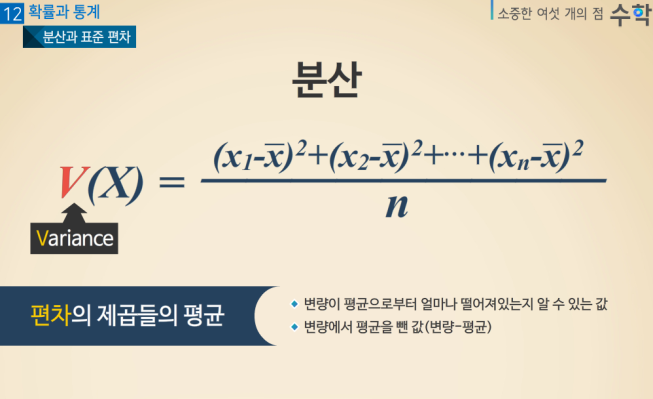 12 확률과 통계
분산과 표준 편차
소중한 여섯 개의 점 수학
분산
V(X) = (x₁-x̅)²+(x₂-x̅)²+···+(xₙ-x̅)²
n
Variance
편차의 제곱들의 평균
변량이 평균으로부터 얼마나 떨어져있는지 알 수 있는 값
변량에서 평균을 뺀 값(변량-평균)